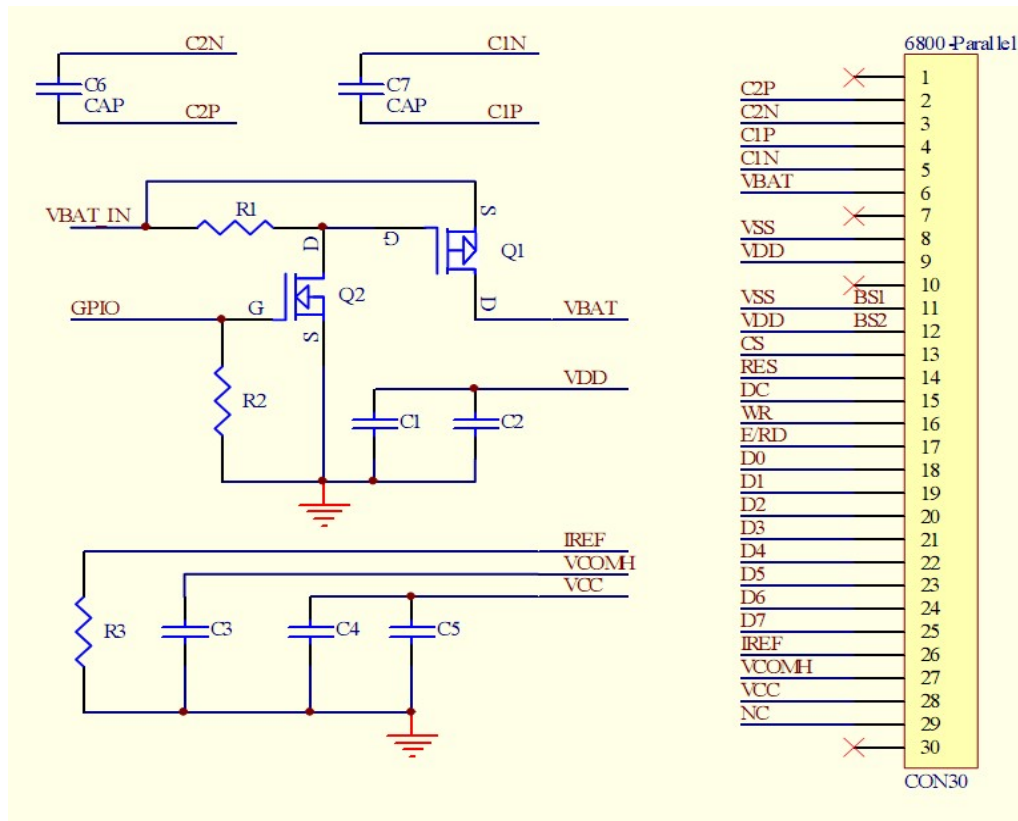 C2N
C6
CAP
C2P
C1N
C7
CAP
C1P
VBAT_IN
R1
D
G
S
Q1
D
VBAT
GPIO
G
Q2
S
R2
VDD
C1
C2
IREF
VCOMH
VCC
R3
C3
C4
C5
6800-Parallel
1
C2P 2
C2N 3
C1P 4
C1N 5
VBAT 6
7
VSS 8
VDD 9
10
VSS BS1 11
VDD BS2 12
CS 13
RES 14
DC 15
WR 16
E/RD 17
D0 18
D1 19
D2 20
D3 21
D4 22
D5 23
D6 24
D7 25
IREF 26
VCOMH 27
VCC 28
NC 29
30
CON30